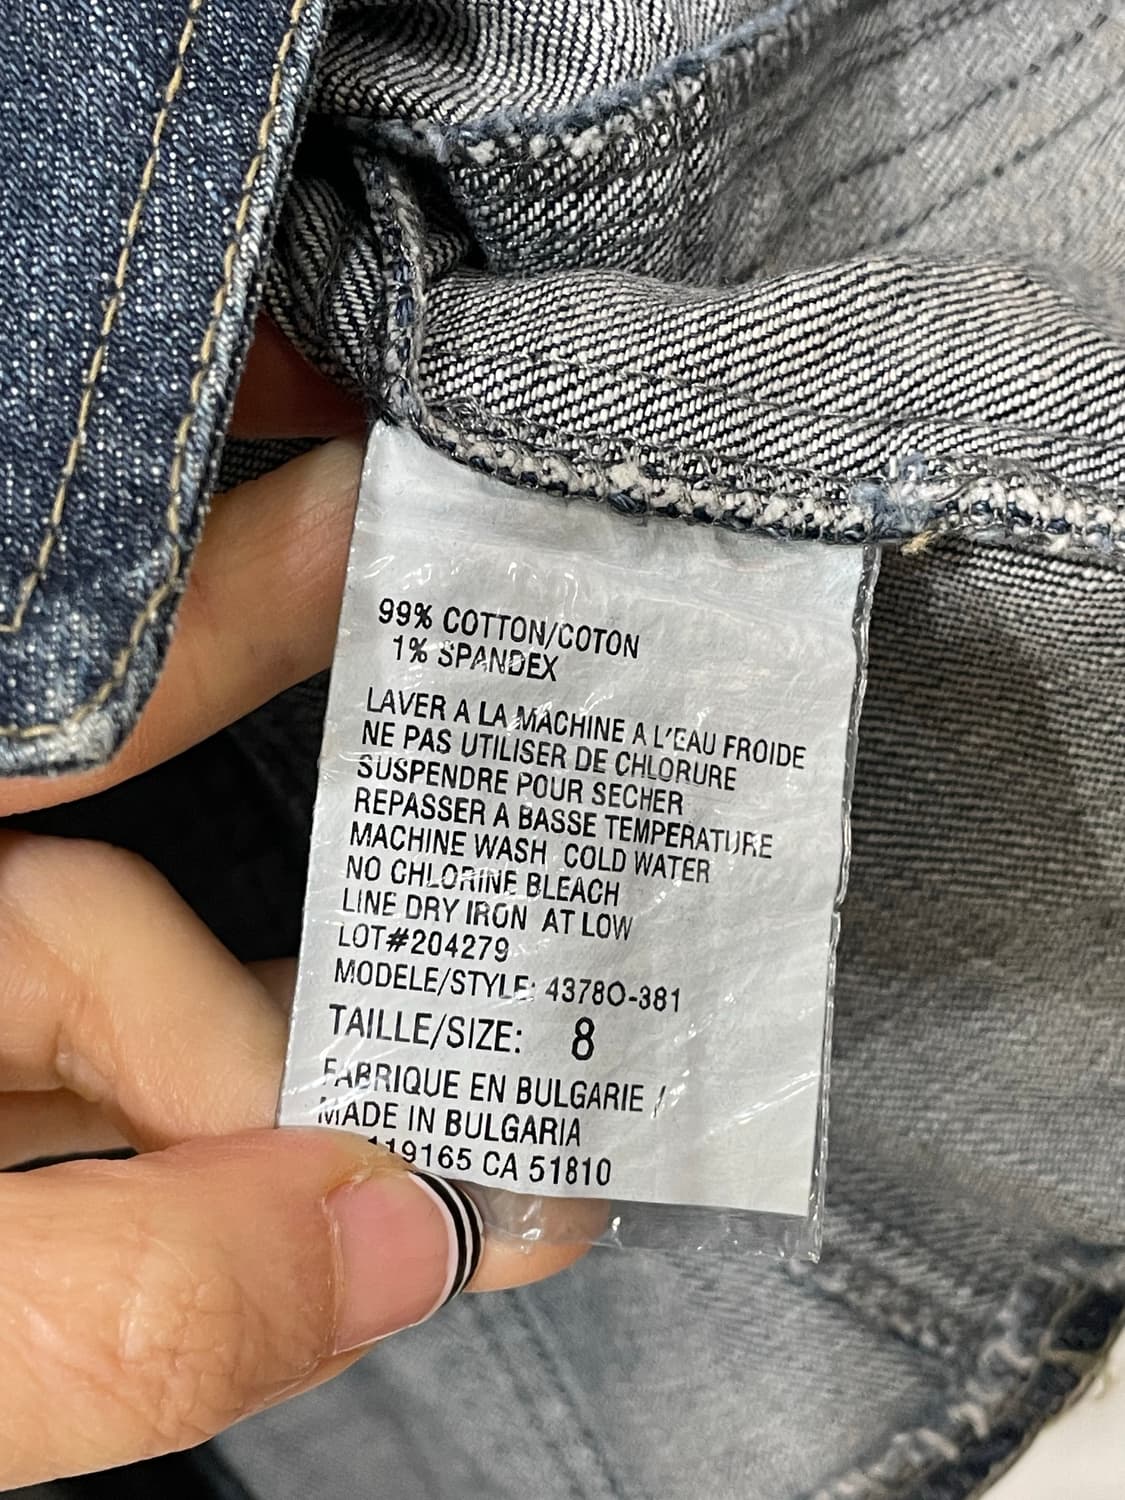 99% COTTON/COTON
1% SPANDEX
LAVER A LA MACHINE A L'EAU FROIDE
NE PAS UTILISER DE CHLORURE
SUSPENDRE POUR SECHER
REPASSER A BASSE TEMPERATURE
MACHINE WASH COLD WATER
NO CHLORINE BLEACH
LINE DRY IRON AT LOW
LOT#204279
MODELE/STYLE: 43780-381
TAILLE/SIZE: 8
FABRIQUE EN BULGARIE /
MADE IN BULGARIA
CA 51810